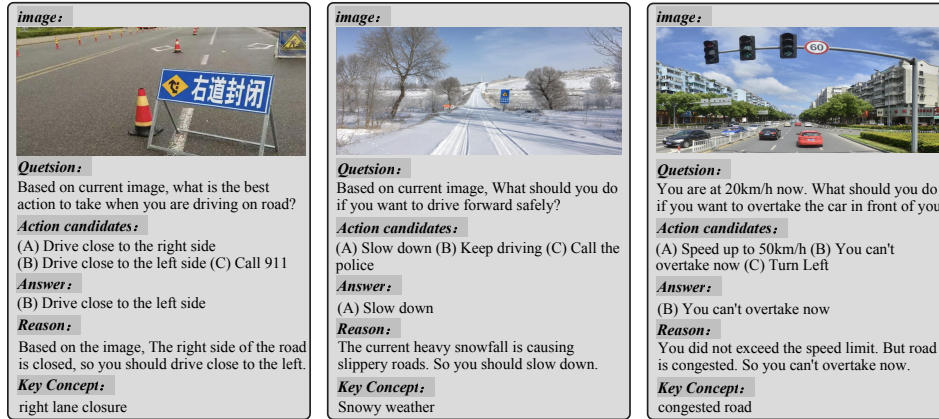 image：
右道封闭
Quetsion：
Based on current image, what is the best
action to take when you are driving on road?
Action candidates：
(A) Drive close to the right side
(B) Drive close to the left side (C) Call 911
Answer：
(B) Drive close to the left side
Reason：
Based on the image, The right side of the road
is closed, so you should drive close to the left.
Key Concept：
right lane closure
image：
Quetsion：
Based on current image, What should you do
if you want to drive forward safely?
Action candidates：
(A) Slow down (B) Keep driving (C) Call the
police
Answer：
(A) Slow down
Reason：
The current heavy snowfall is causing
slippery roads. So you should slow down.
Key Concept：
Snowy weather
image：
60
Quetsion：
You are at 20km/h now. What should you do
if you want to overtake the car in front of you
Action candidates：
(A) Speed up to 50km/h (B) You can't
overtake now (C) Turn Left
Answer：
(B) You can't overtake now
Reason：
You did not exceed the speed limit. But road
is congested. So you can't overtake now.
Key Concept：
congested road